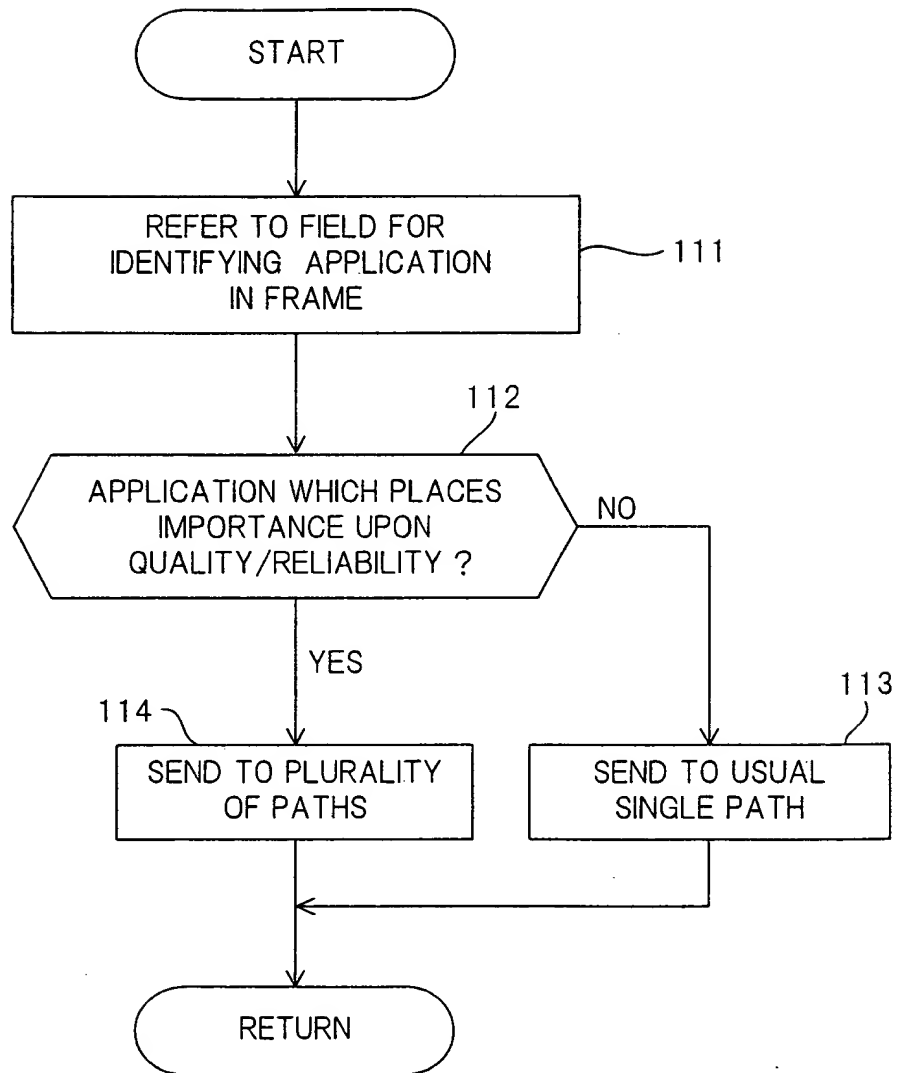 START
REFER TO FIELD FOR
IDENTIFYING APPLICATION
IN FRAME
111
112
APPLICATION WHICH PLACES
IMPORTANCE UPON
QUALITY/RELIABILITY ?
NO
YES
114
113
SEND TO PLURALITY
OF PATHS
SEND TO USUAL
SINGLE PATH
RETURN